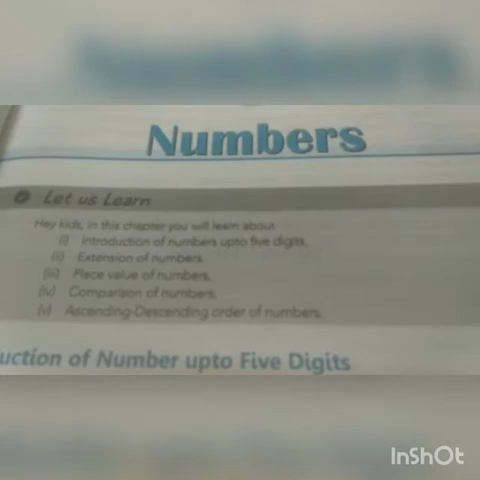 Numbers
Let us Learn
Hey kids, in this chapter you will learn about
(i) Introduction of numbers upto five digits.
(ii) Extension of numbers.
(iii) Place value of numbers.
(iv) Comparison of numbers.
(v) Ascending-Descending order of numbers.
uction of Number upto Five Digits
InShOt